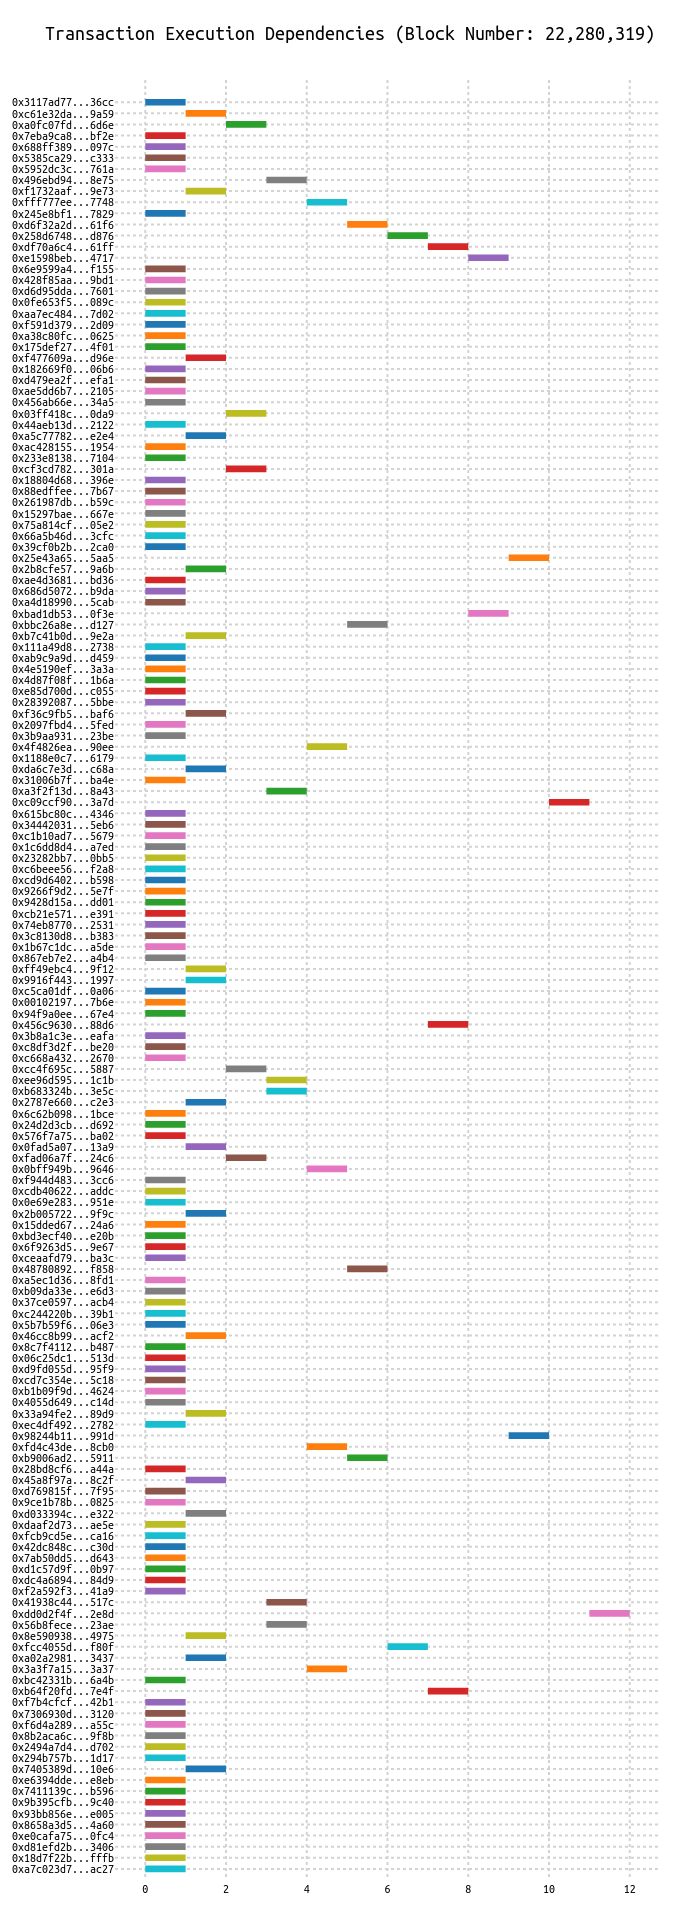 Transaction Execution Dependencies (Block Number: 22,280,319)
0x3117ad77...36cc
0xc61e32da...9a59
0xa0fc07fd...6d6e
0x7eba9ca8...bf2e
0x688ff389...097c
0x5385ca29...c333
0x5952dc3c...761a
0x496ebd94...8e75
0xf1732aaf...9e73
0xfff777ee...7748
0x245e8bf1...7829
0xd6f32a2d...61f6
0x258d6748...d876
0xdf70a6c4...61ff
0xe1598beb...4717
0x6e9599a4...f155
0x428f85aa...9bd1
0xd6d95dda...7601
0x0fe653f5...089c
0xaa7ec484...7d02
0xf591d379...2d09
0xa38c80fc...0625
0x175def27...4f01
0xf477609a...d96e
0x182669f0...06b6
0xd479ea2f...efa1
0xae5dd6b7...2105
0x456ab66e...34a5
0x03ff418c...0da9
0x44aeb13d...2122
0xa5c77782...e2e4
0xac428155...1954
0x233e8138...7104
0xcf3cd782...301a
0x18804d68...396e
0x88edffee...7b67
0x261987db...b59c
0x15297bae...667e
0x75a814cf...05e2
0x66a5b46d...3cfc
0x39cf0b2b...2ca0
0x25e43a65...5aa5
0x2b8cfe57...9a6b
0xae4d3681...bd36
0x686d5072...b9da
0xa4d18990...5cab
0xbad1db53...0f3e
0xbbc26a8e...d127
0xb7c41b0d...9e2a
0x111a49d8...2738
0xab9c9a9d...d459
0x4e5190ef...3a3a
0x4d87f08f...1b6a
0xe85d700d...c055
0x28392087...5bbe
0xf36c9fb5...baf6
0x2097fbd4...5fed
0x3b9aa931...23be
0x4f4826ea...90ee
0x1188e0c7...6179
0xda6c7e3d...c68a
0x31006b7f...ba4e
0xa3f2f13d...8a43
0xc09ccf90...3a7d
0x615bc80c...4346
0x34442031...5eb6
0xc1b10ad7...5679
0x1c6dd8d4...a7ed
0x23282bb7...0bb5
0xc6beee56...f2a8
0xcd9d6402...b598
0x9266f9d2...5e7f
0x9428d15a...dd01
0xcb21e571...e391
0x74eb8770...2531
0x3c8130d8...b383
0x1b67c1dc...a5de
0x867eb7e2...a4b4
0xff49ebc4...9f12
0x9916f443...1997
0xc5ca01df...0a06
0x00102197...7b6e
0x94f9a0ee...67e4
0x456c9630...88d6
0x3b8a1c3e...eafa
0xc8df3d2f...be20
0xc668a432...2670
0xcc4f695c...5887
0xee96d595...1c1b
0xb683324b...3e5c
0x2787e660...c2e3
0x6c62b098...1bce
0x24d2d3cb...d692
0x576f7a75...ba02
0x0fad5a07...13a9
0xfad06a7f...24c6
0x0bff949b...9646
0xf944d483...3cc6
0xcdb40622...addc
0x0e69e283...951e
0x2b005722...9f9c
0x15dded67...24a6
0xbd3ecf40...e20b
0x6f9263d5...9e67
0xceaafd79...ba3c
0x48780892...f858
0xa5ec1d36...8fd1
0xb09da33e...e6d3
0x37ce0597...acb4
0xc244220b...39b1
0x5b7b59f6...06e3
0x46cc8b99...acf2
0x8c7f4112...b487
0x06c25dc1...513d
0xd9fd055d...95f9
0xcd7c354e...5c18
0xb1b09f9d...4624
0x4055d649...c14d
0x33a94fe2...89d9
0xec4df492...2782
0x98244b11...991d
0xfd4c43de...8cb0
0xb9006ad2...5911
0x28bd8cf6...a44a
0x45a8f97a...8c2f
0xd769815f...7f95
0x9ce1b78b...0825
0xd033394c...e322
0xdaaf2d73...ae5e
0xfcb9cd5e...ca16
0x42dc848c...c30d
0x7ab50dd5...d643
0xd1c57d9f...0b97
0xdc4a6894...84d9
0xf2a592f3...41a9
0x41938c44...517c
0xdd0d2f4f...2e8d
0x56b8fece...23ae
0x8e590938...4975
0xfcc4055d...f80f
0xa02a2981...3437
0x3a3f7a15...3a37
0xbc42331b...6a4b
0xb64f20fd...7e4f
0xf7b4cfcf...42b1
0x7306930d...3120
0xf6d4a289...a55c
0x8b2aca6c...9f8b
0x2494a7d4...d702
0x294b757b...1d17
0x7405389d...10e6
0xe6394dde...e8eb
0x7411139c...b596
0x9b395cfb...9c40
0x93bb856e...e005
0x8658a3d5...4a60
0xe0cafa75...0fc4
0xd81efd2b...3406
0x18d7f22b...fffb
0xa7c023d7...ac27
0 2 4 6 8 10 12